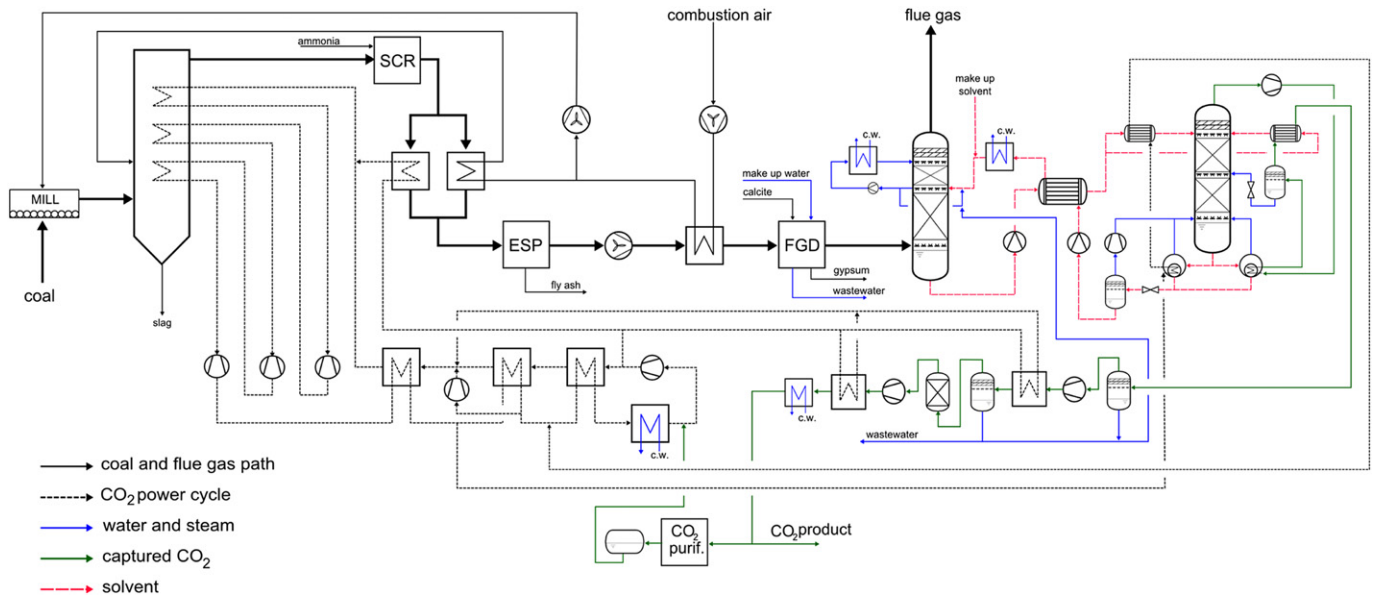 combustion air
flue gas
ammonia
SCR
make up
solvent
c.w.
c.w.
MILL
make up water
calcite
ESP
FGD
coal
fly ash
gypsum
wastewater
slag
c.w.
wastewater
c.w.
coal and flue gas path
CO2 power cycle
water and steam
captured CO2
solvent
CO2
purif.
CO2product